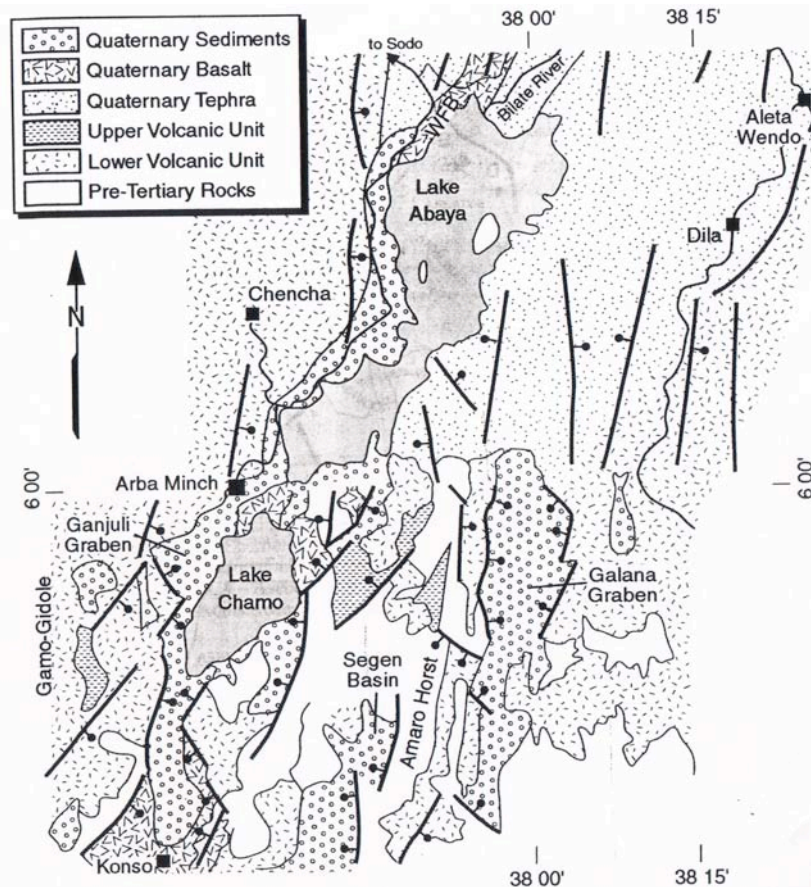 Quaternary Sediments
Quaternary Basalt
Quaternary Tephra
Upper Volcanic Unit
Lower Volcanic Unit
Pre-Tertiary Rocks
38 00'
38 15'
to Sodo
WFB
Bilate River
Aleta
Wendo
Lake
Abaya
Dila
Chencha
N
6 00'
Arba Minch
6 00'
Ganjuli
Graben
Lake
Chamo
Galana
Graben
Gamo-Gidole
Segen
Basin
Amaro Horst
Konso
38 00'
38 15'